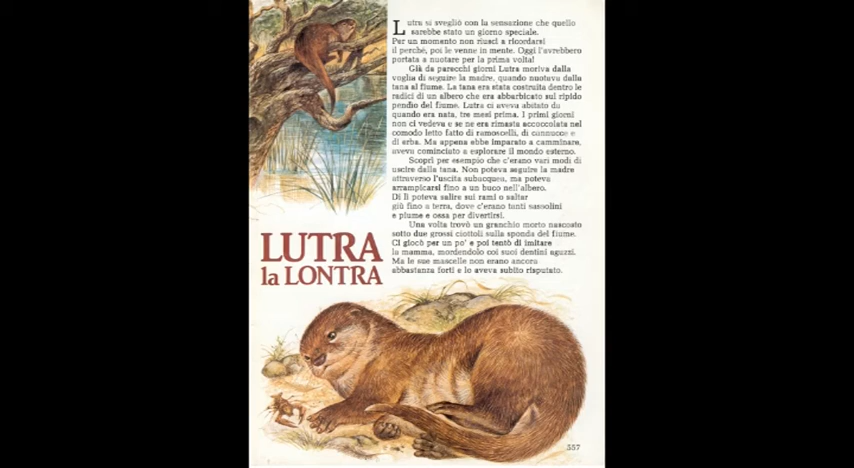 Lutra si svegliò con la sensazione che quello
sarebbe stato un giorno speciale.
Per un momento non riuscì a ricordarsi
il perchè, poi le venne in mente. Oggi l'avrebbero
portata a nuotare per la prima volta!
Già da parecchi giorni Lutra moriva dalla
voglia di seguire la madre, quando nuotava dalla
tana al fiume. La tana era stata costruita dentro le
radici di un albero che era abbarbicato sul ripido
pendio del fiume. Lutra ci aveva abitato da
quando era nata, tre mesi prima. I primi giorni
non ci vedeva e se ne era rimasta accoccolata nel
comodo letto fatto di ramoscelli, di cannucce e
di erba. Ma appena ebbe imparato a camminare,
aveva cominciato a esplorare il mondo esterno.
Scoprì per esempio che c'erano vari modi di
uscire dalla tana. Non poteva seguire la madre
attraverso l'uscita subacquea, ma poteva
arrampicarsi fino a un buco nell'albero.
Di lì poteva salire sui rami o saltar
giù fino a terra, dove c'erano tanti sassolini
e piume e ossa per divertirsi.
Una volta trovò un granchio morto nascosto
sotto due grossi ciottoli sulla sponda del fiume.
Ci giocò per un po' e poi tentò di imitare
la mamma, mordendolo coi suoi dentini aguzzi.
Ma le sue mascelle non erano ancora
abbastanza forti e lo aveva subito risputato.
LUTRA
la LONTRA
357